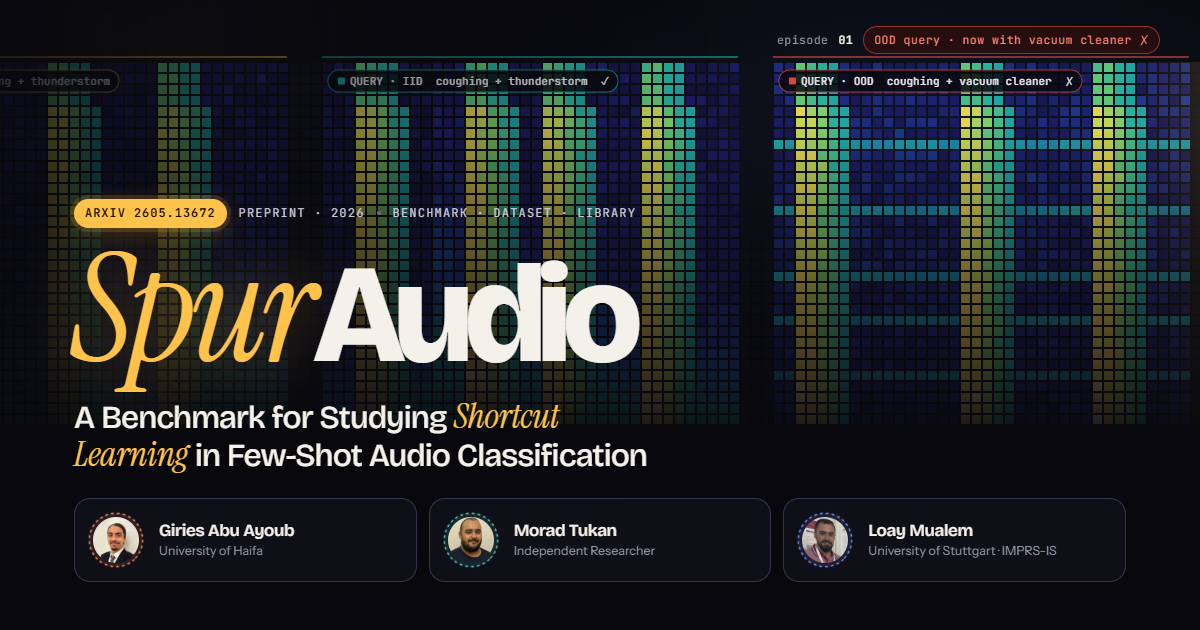 episode 01 OOD query · now with vacuum cleaner ✗
ng + thunderstorm
QUERY · IID coughing + thunderstorm ✓
QUERY · OOD coughing + vacuum cleaner ✗
ARXIV 2605.13672 PREPRINT · 2026 · BENCHMARK · DATASET · LIBRARY
SpurAudio
A Benchmark for Studying Shortcut
Learning in Few-Shot Audio Classification
Giries Abu Ayoub
University of Haifa
Morad Tukan
Independent Researcher
Loay Mualem
University of Stuttgart · IMPRS-IS